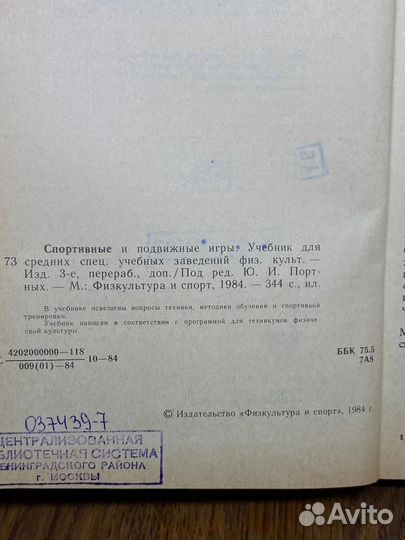 Спортивные и подвижные игры: Учебник для
73 средних спец. учебных заведений физ. культ. —
Изд. 3-е, перераб., доп./Под ред. Ю. И. Порт-
ных. — М.: Физкультура и спорт, 1984. — 344 с., ил.
В учебнике освещены вопросы техники, методики обучения и спортивной
тренировки.
Учебник написан в соответствии с программой для техникумов физиче-
ской культуры.
4202000000—118
009(01)—84
10—84
ББК 75.5
7А8
© Издательство «Физкультура и спорт», 1984 г.
037439-7
ЦЕНТРАЛИЗОВАННАЯ
БЛИОТЕЧНАЯ СИСТЕМА
ЕНИНГРАДСКОГО РАЙОНА
г. МОСКВЫ
Avito